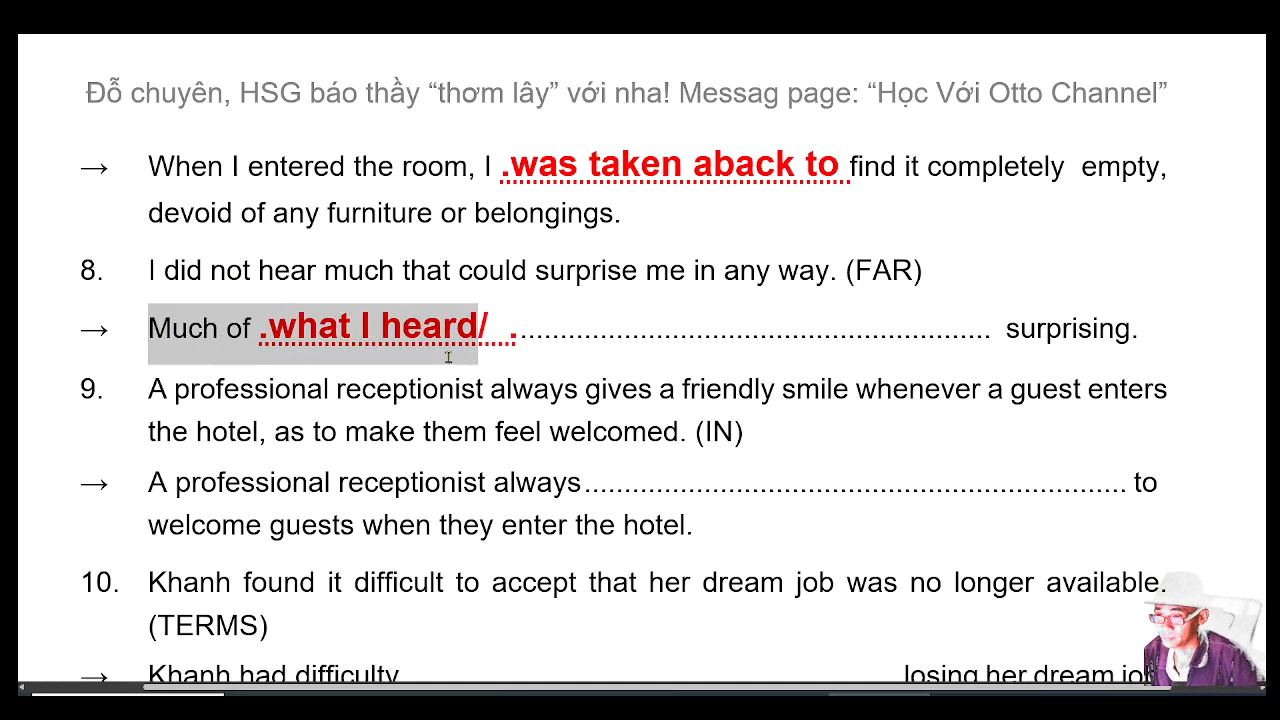 Đỗ chuyên, HSG báo thầy “thơm lây” với nha! Messag page: “Học Với Otto Channel”
→ When I entered the room, I .was taken aback to find it completely empty,
devoid of any furniture or belongings.
8. I did not hear much that could surprise me in any way. (FAR)
→ Much of .what I heard/ ............................................................ surprising.
9. A professional receptionist always gives a friendly smile whenever a guest enters
the hotel, as to make them feel welcomed. (IN)
→ A professional receptionist always.................................................................... to
welcome guests when they enter the hotel.
10. Khanh found it difficult to accept that her dream job was no longer available.
(TERMS)
→ Khanh had difficulty losing her dream